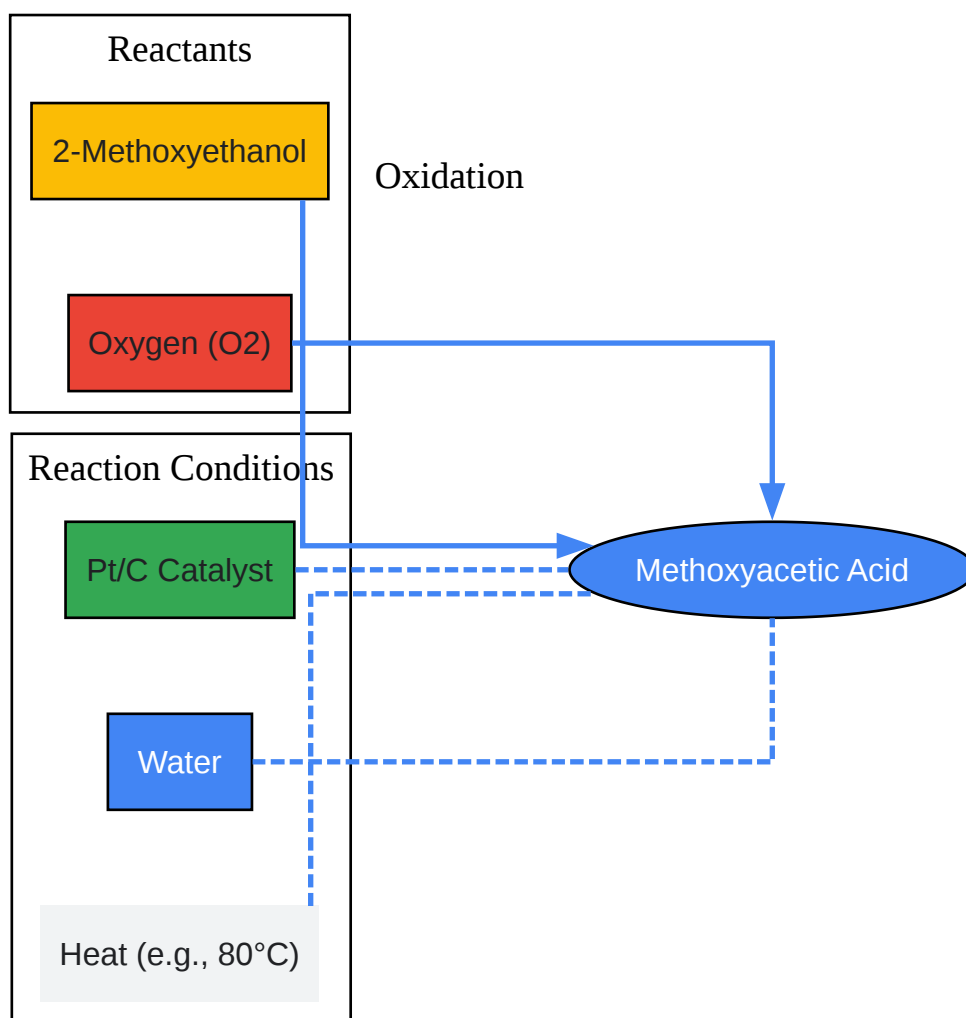 Reactants
2-Methoxyethanol
Oxidation
Oxygen (O2)
Reaction Conditions
Pt/C Catalyst
Methoxyacetic Acid
Water
Heat (e.g., 80°C)